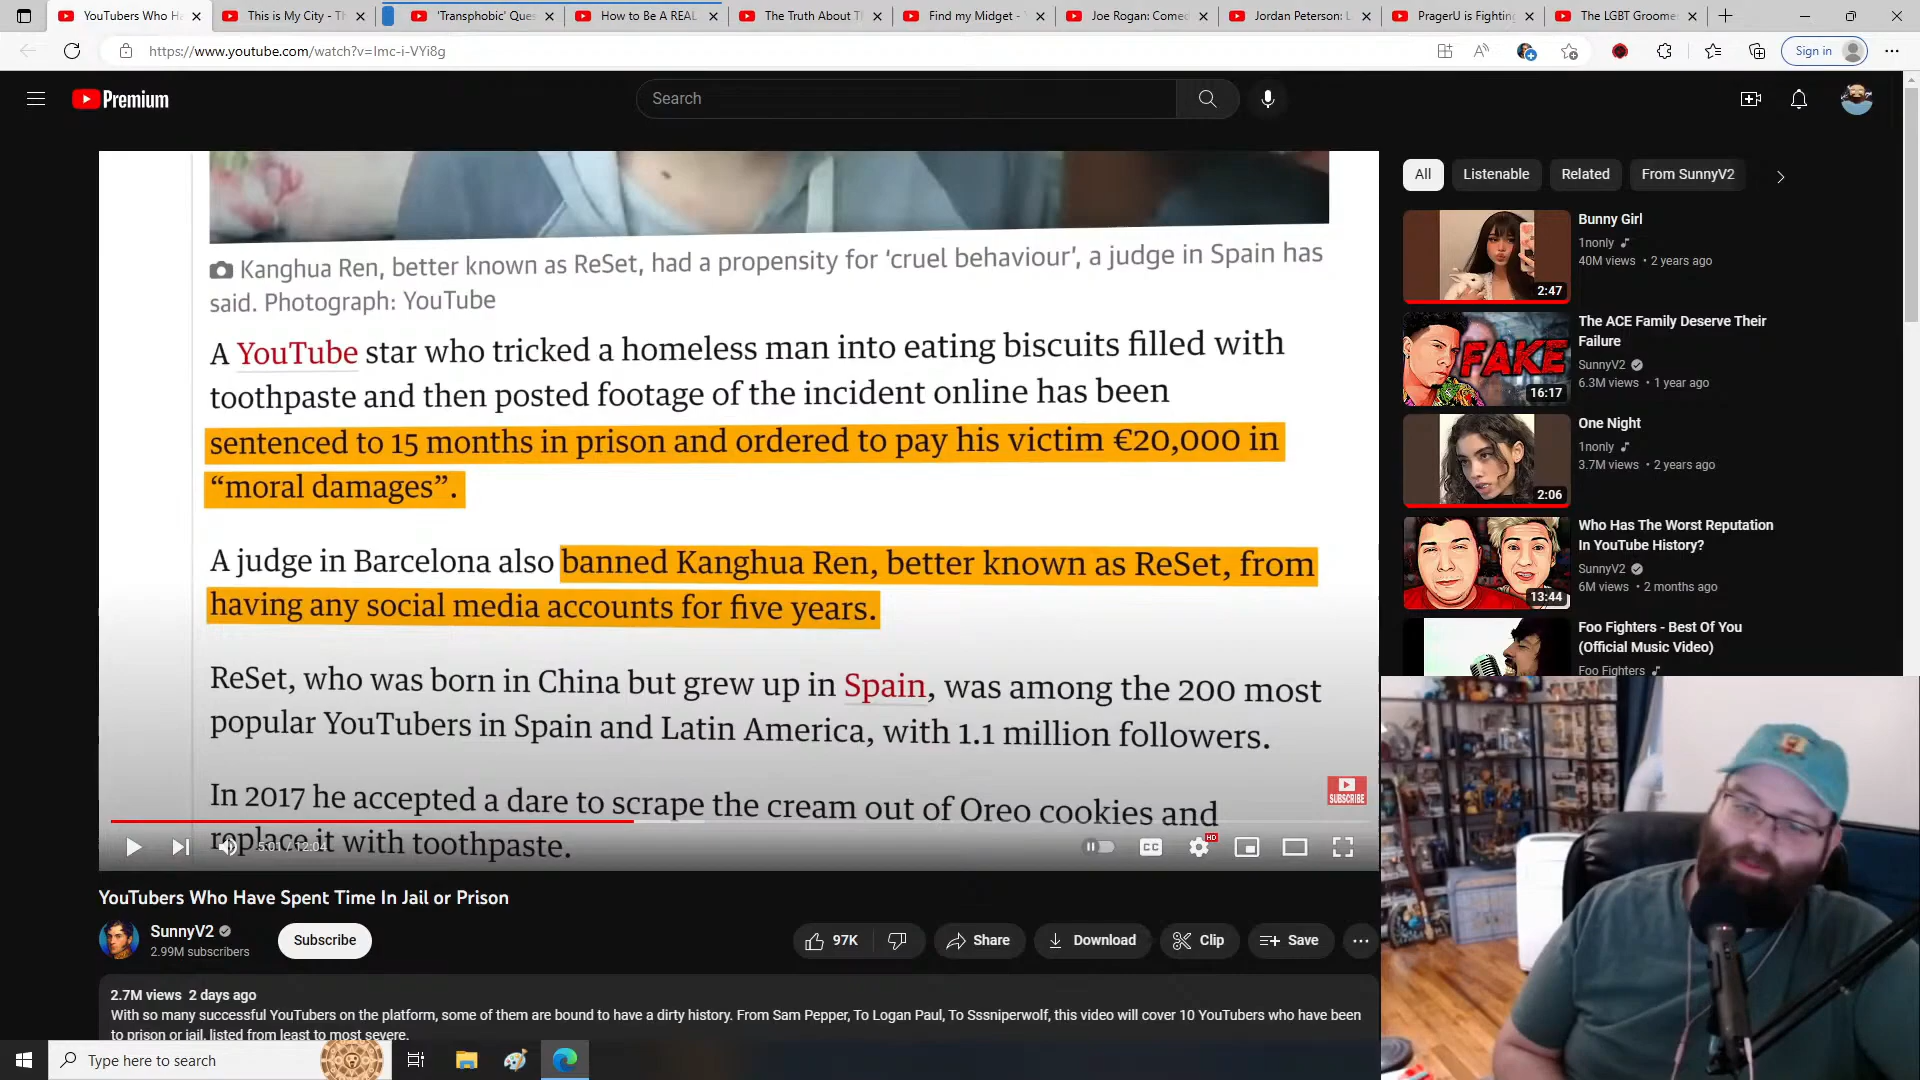 YouTubers Who H
This is My City - Th
'Transphobic' Ques
How to Be A REAL
The Truth About T
Find my Midget - 
Joe Rogan: Comed
Jordan Peterson: L
PragerU is Fighting
The LGBT Groome
https://www.youtube.com/watch?v=Imc-i-VYi8g
Sign in
Premium
Search
Kanghua Ren, better known as ReSet, had a propensity for ‘cruel behaviour’, a judge in Spain has
said. Photograph: YouTube
A YouTube star who tricked a homeless man into eating biscuits filled with
toothpaste and then posted footage of the incident online has been
sentenced to 15 months in prison and ordered to pay his victim €20,000 in
“moral damages”.
A judge in Barcelona also banned Kanghua Ren, better known as ReSet, from
having any social media accounts for five years.
ReSet, who was born in China but grew up in Spain, was among the 200 most
popular YouTubers in Spain and Latin America, with 1.1 million followers.
In 2017 he accepted a dare to scrape the cream out of Oreo cookies and
replace it with toothpaste.
SUBSCRIBE
5:01 / 12:04
CC
HD
All
Listenable
Related
From SunnyV2
Bunny Girl
1nonly
40M views • 2 years ago
2:47
The ACE Family Deserve Their
Failure
SunnyV2
6.3M views • 1 year ago
FAKE
16:17
One Night
1nonly
3.7M views • 2 years ago
2:06
Who Has The Worst Reputation
In YouTube History?
SunnyV2
6M views • 2 months ago
13:44
Foo Fighters - Best Of You
(Official Music Video)
Foo Fighters
YouTubers Who Have Spent Time In Jail or Prison
SunnyV2
2.99M subscribers
Subscribe
97K
Share
Download
Clip
Save
2.7M views 2 days ago
With so many successful YouTubers on the platform, some of them are bound to have a dirty history. From Sam Pepper, To Logan Paul, To Sssniperwolf, this video will cover 10 YouTubers who have been
to prison or jail, listed from least to most severe.
Type here to search